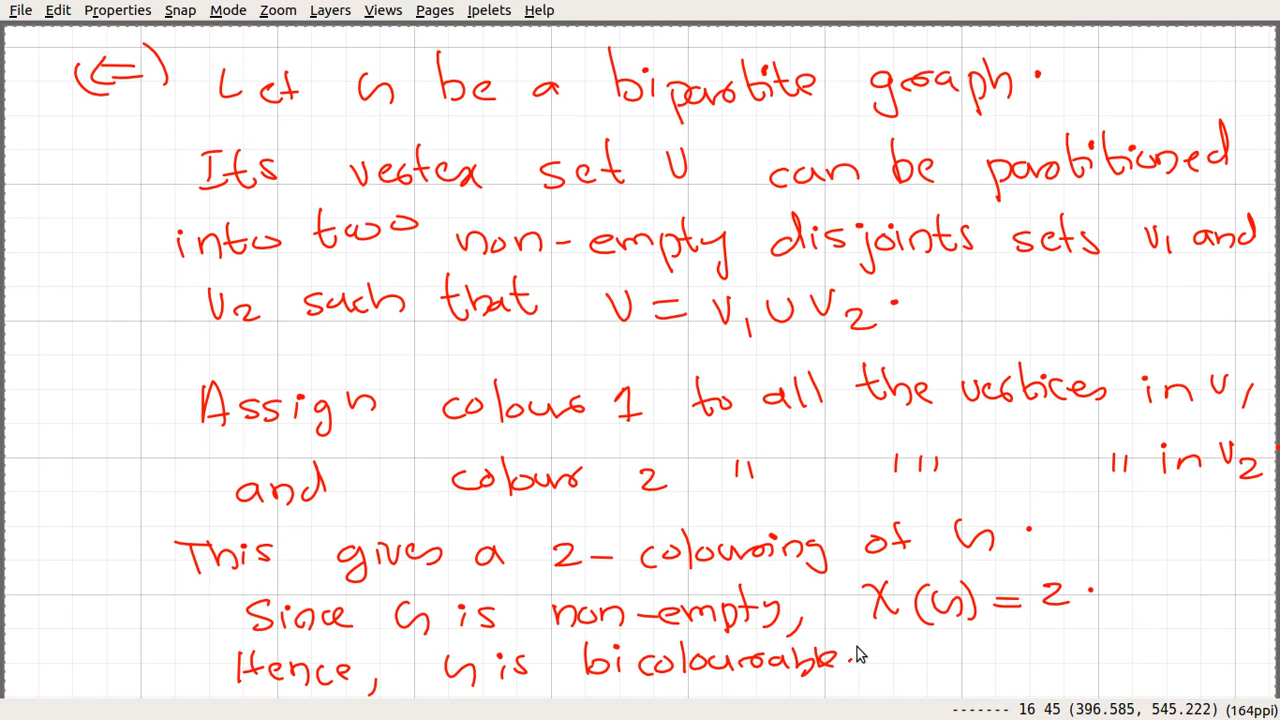 File Edit Properties Snap Mode Zoom Layers Views Pages Ipelets Help
(⇐) Let G be a bipartite graph.
Its vertex set V can be partitioned
into two non-empty disjoints sets V1 and
V2 such that V = V1 ∪ V2.
Assign colour 1 to all the vertices in V1
and colour 2 " " " " in V2
This gives a 2-colouring of G.
Since G is non-empty, χ(G) = 2.
Hence, G is bicolourable.
------- 16 45 (396.585, 545.222) (164ppi)